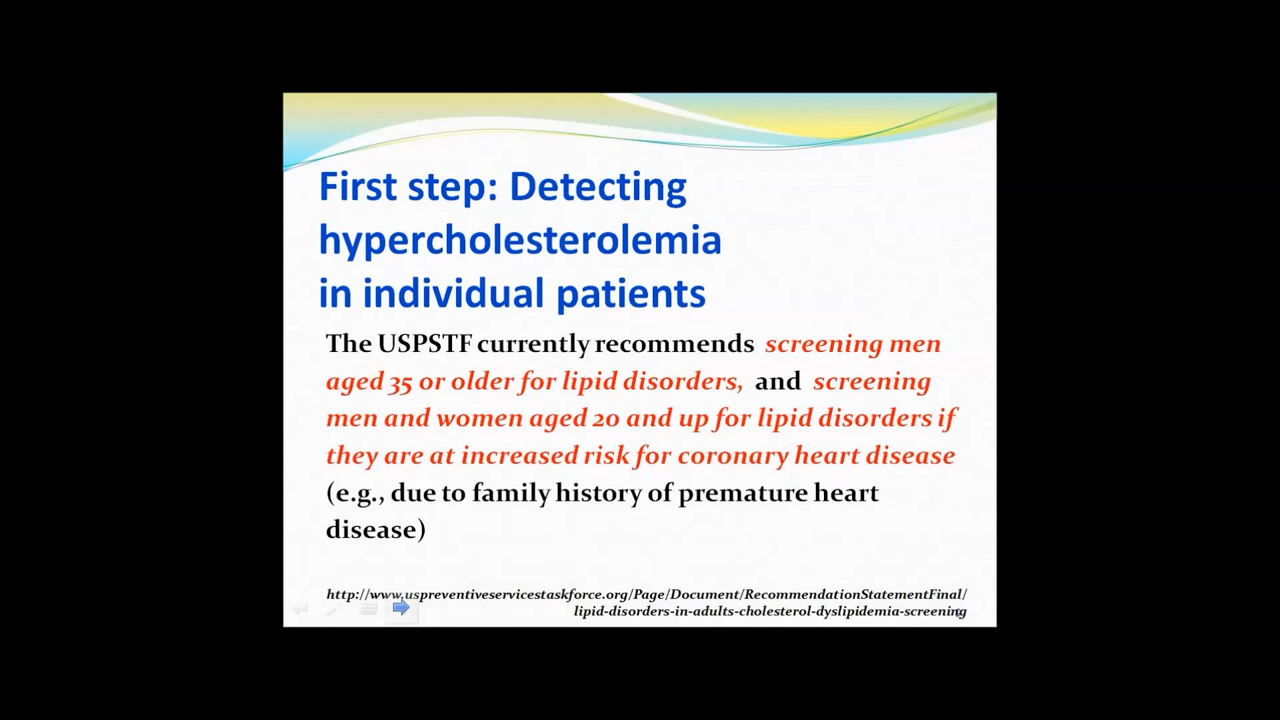 First step: Detecting
hypercholesterolemia
in individual patients
The USPSTF currently recommends screening men
aged 35 or older for lipid disorders, and screening
men and women aged 20 and up for lipid disorders if
they are at increased risk for coronary heart disease
(e.g., due to family history of premature heart
disease)
http://www.uspreventiveservicestaskforce.org/Page/Document/RecommendationStatementFinal/
lipid-disorders-in-adults-cholesterol-dyslipidemia-screening